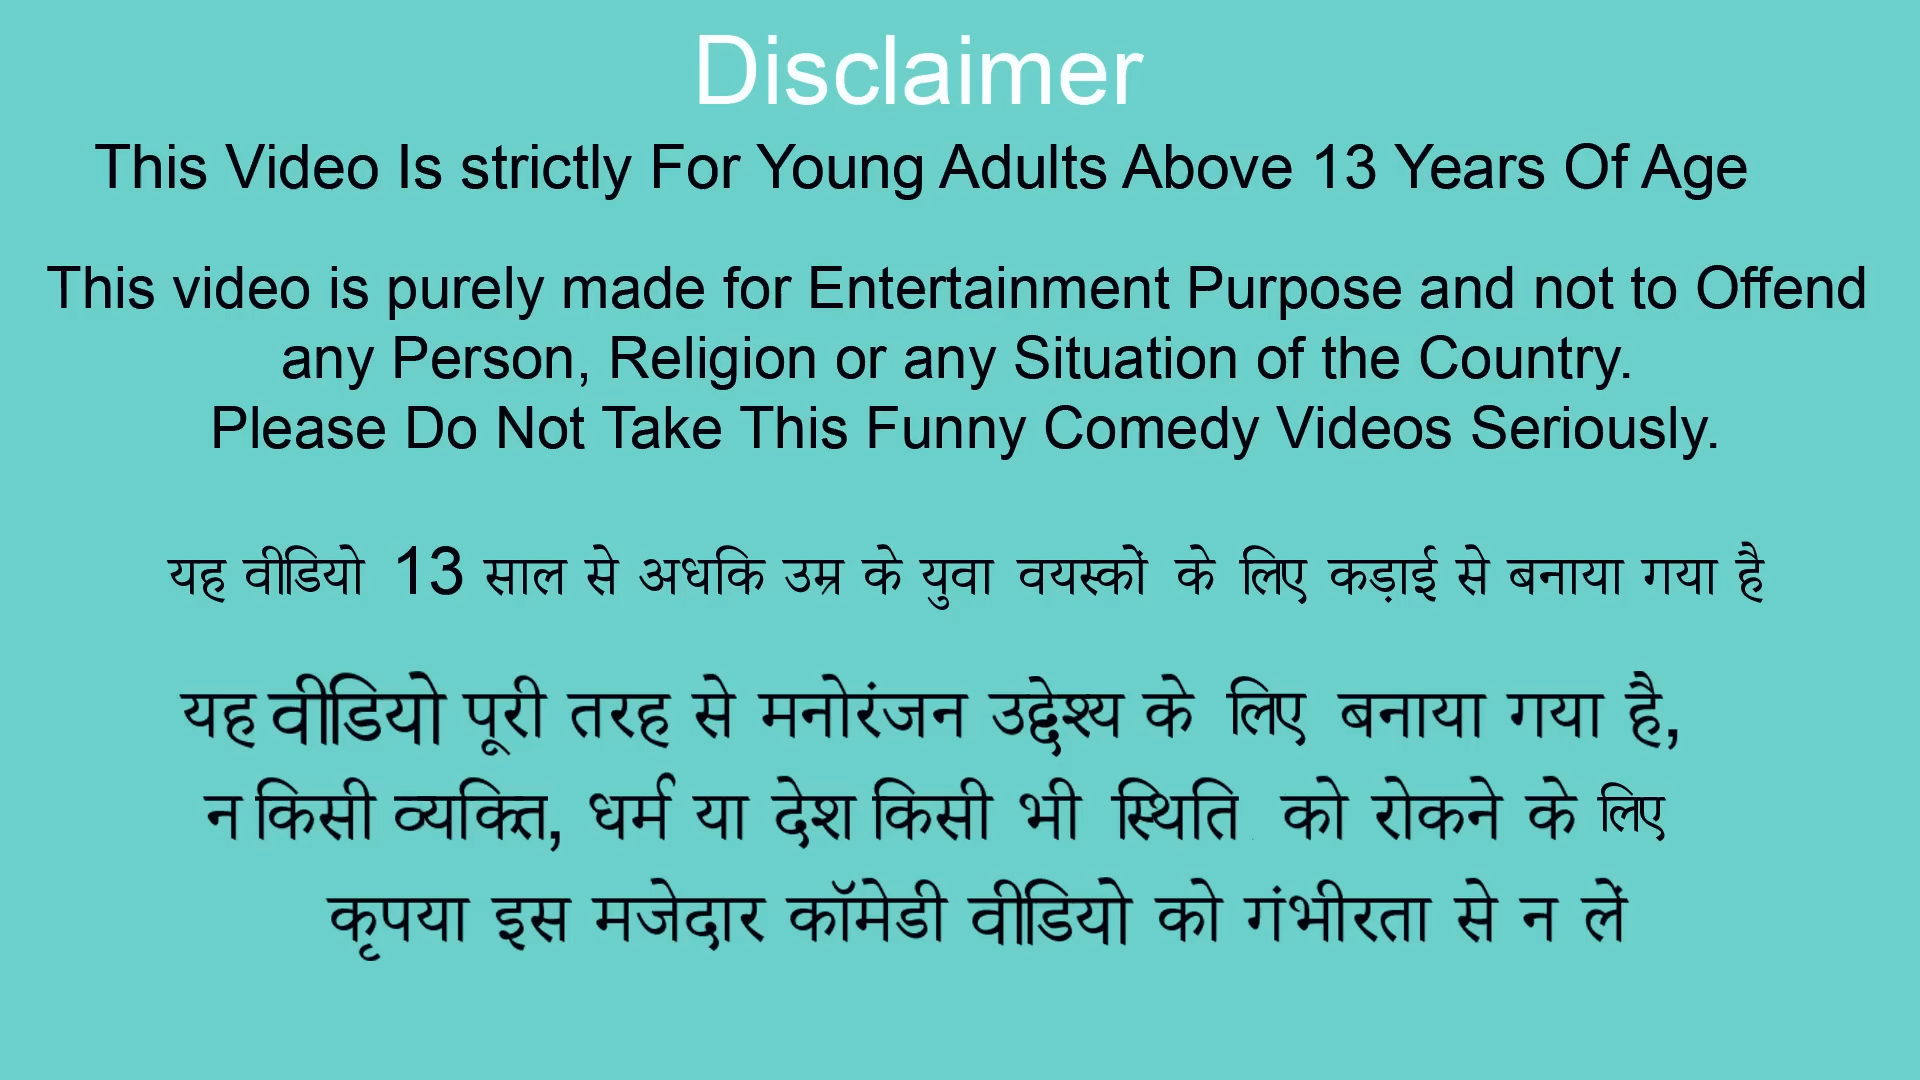 Disclaimer
This Video Is strictly For Young Adults Above 13 Years Of Age
This video is purely made for Entertainment Purpose and not to Offend
any Person, Religion or any Situation of the Country.
Please Do Not Take This Funny Comedy Videos Seriously.
यह वीडियो 13 साल से अधकि उम्र के युवा वयस्कों के लिए कड़ाई से बनाया गया है
यह वीडियो पूरी तरह से मनोरंजन उद्देश्य के लिए बनाया गया है,
न किसी व्यक्ति, धर्म या देश किसी भी स्थिति को रोकने के लिए
कृपया इस मजेदार कॉमेडी वीडियो को गंभीरता से न लें